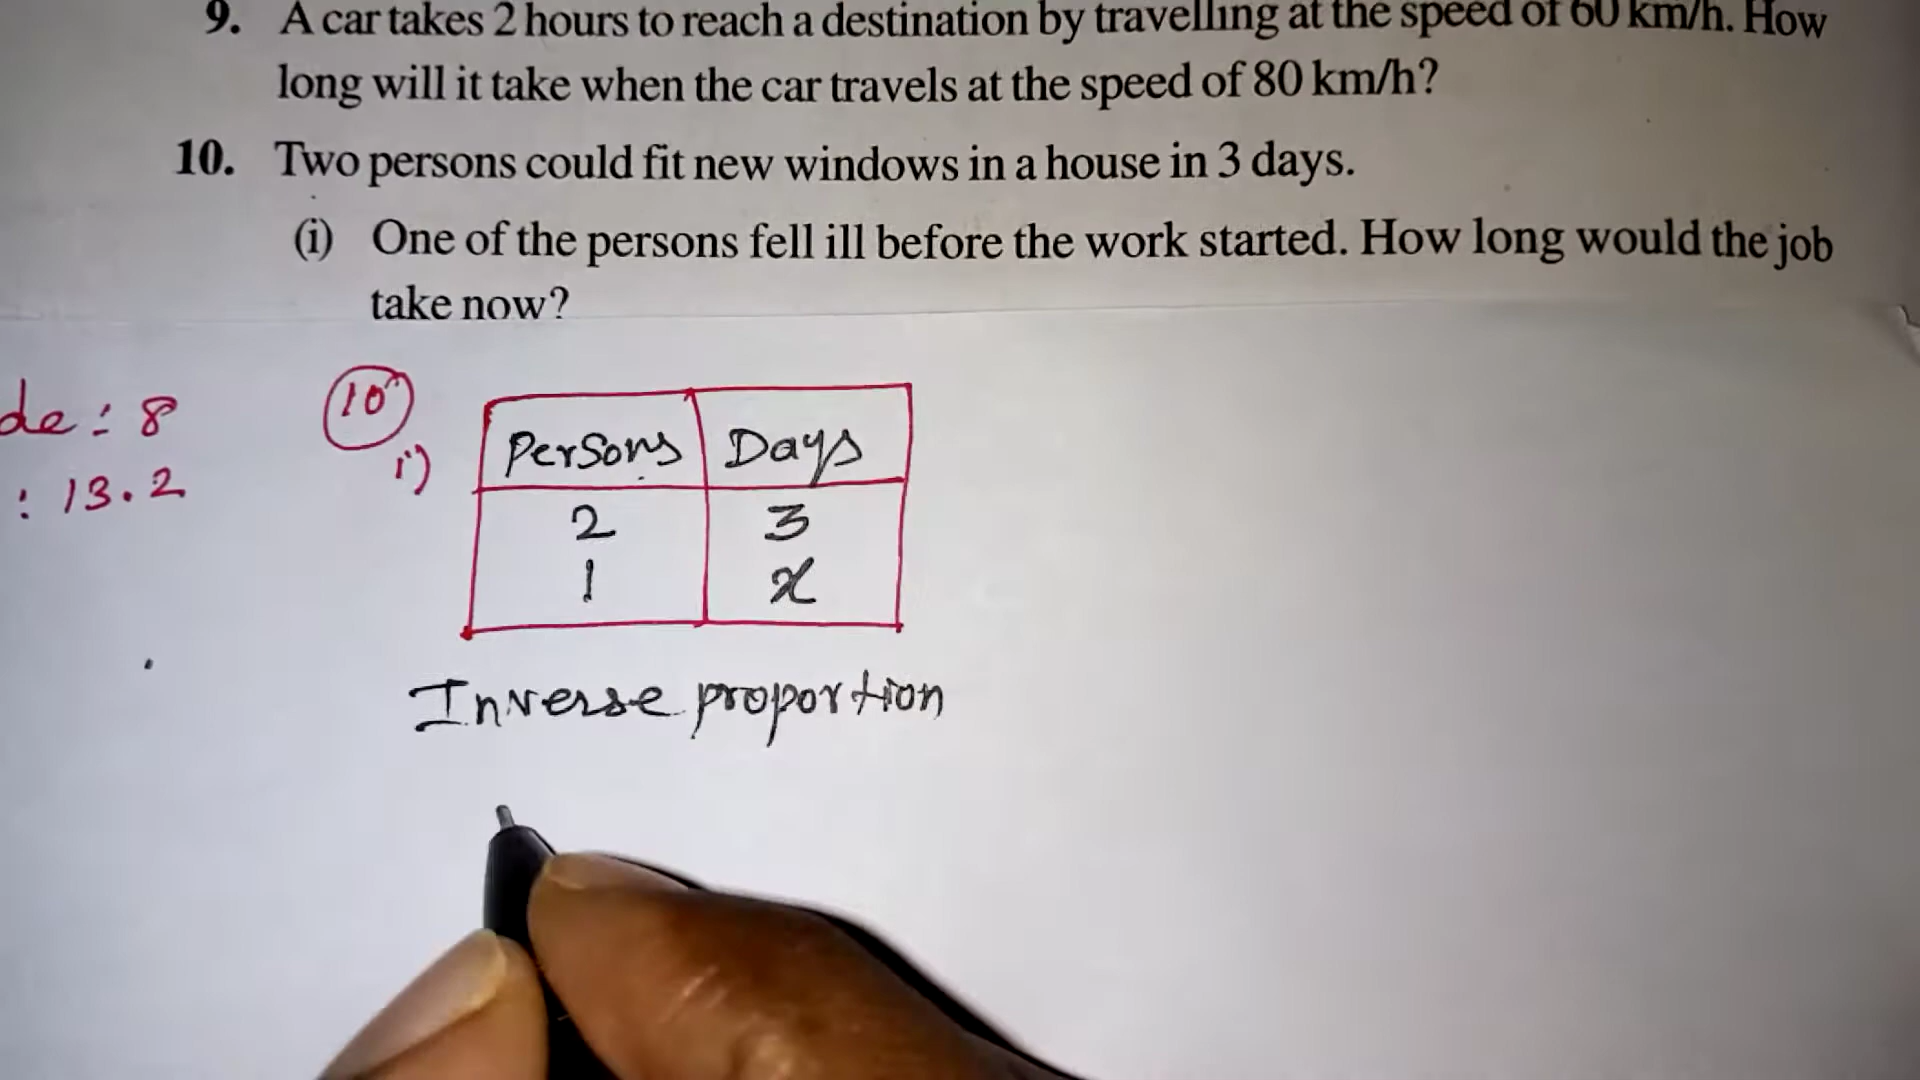 9. A car takes 2 hours to reach a destination by travelling at the speed of 60 km/h. How
long will it take when the car travels at the speed of 80 km/h?
10. Two persons could fit new windows in a house in 3 days.
(i) One of the persons fell ill before the work started. How long would the job
take now?
de : 8
: 13.2
10
i)
Persons Days
2 3
1 x
Inverse proportion